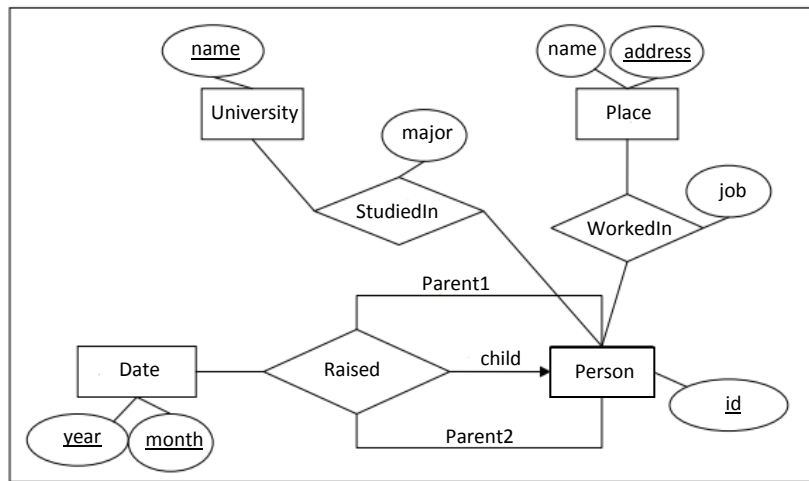 name
name address
University
Place
major
job
StudiedIn
WorkedIn
Parent1
Date
Raised
child
Person
year month
id
Parent2